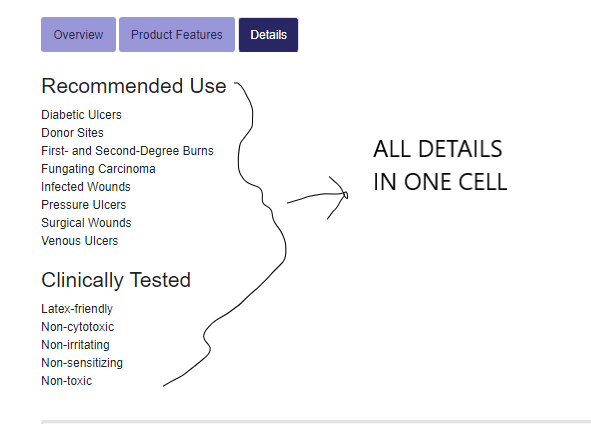 Overview Product Features Details
Recommended Use
Diabetic Ulcers
Donor Sites
First- and Second-Degree Burns
Fungating Carcinoma
Infected Wounds
Pressure Ulcers
Surgical Wounds
Venous Ulcers
Clinically Tested
Latex-friendly
Non-cytotoxic
Non-irritating
Non-sensitizing
Non-toxic
ALL DETAILS
IN ONE CELL